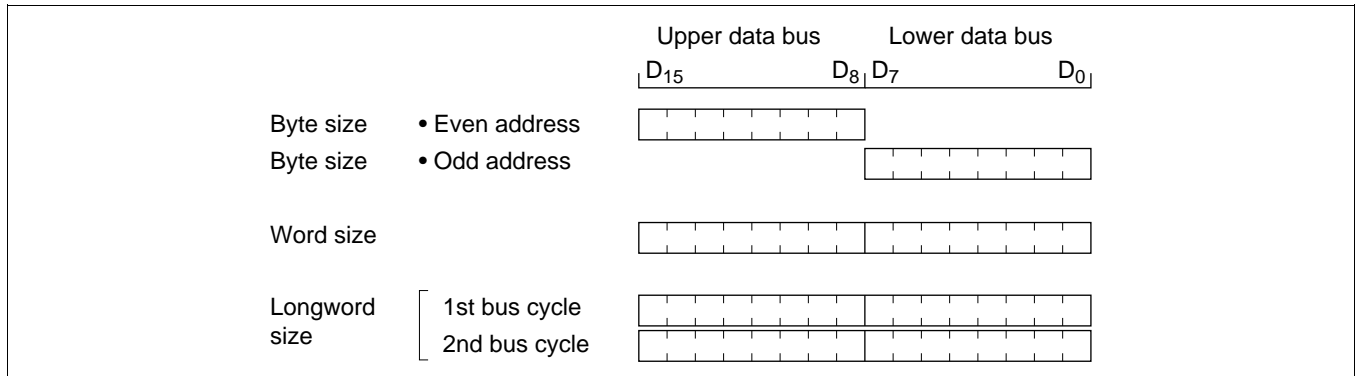 Upper data bus Lower data bus
D15 D8 D7 D0
Byte size • Even address
Byte size • Odd address
Word size
Longword size 1st bus cycle
2nd bus cycle